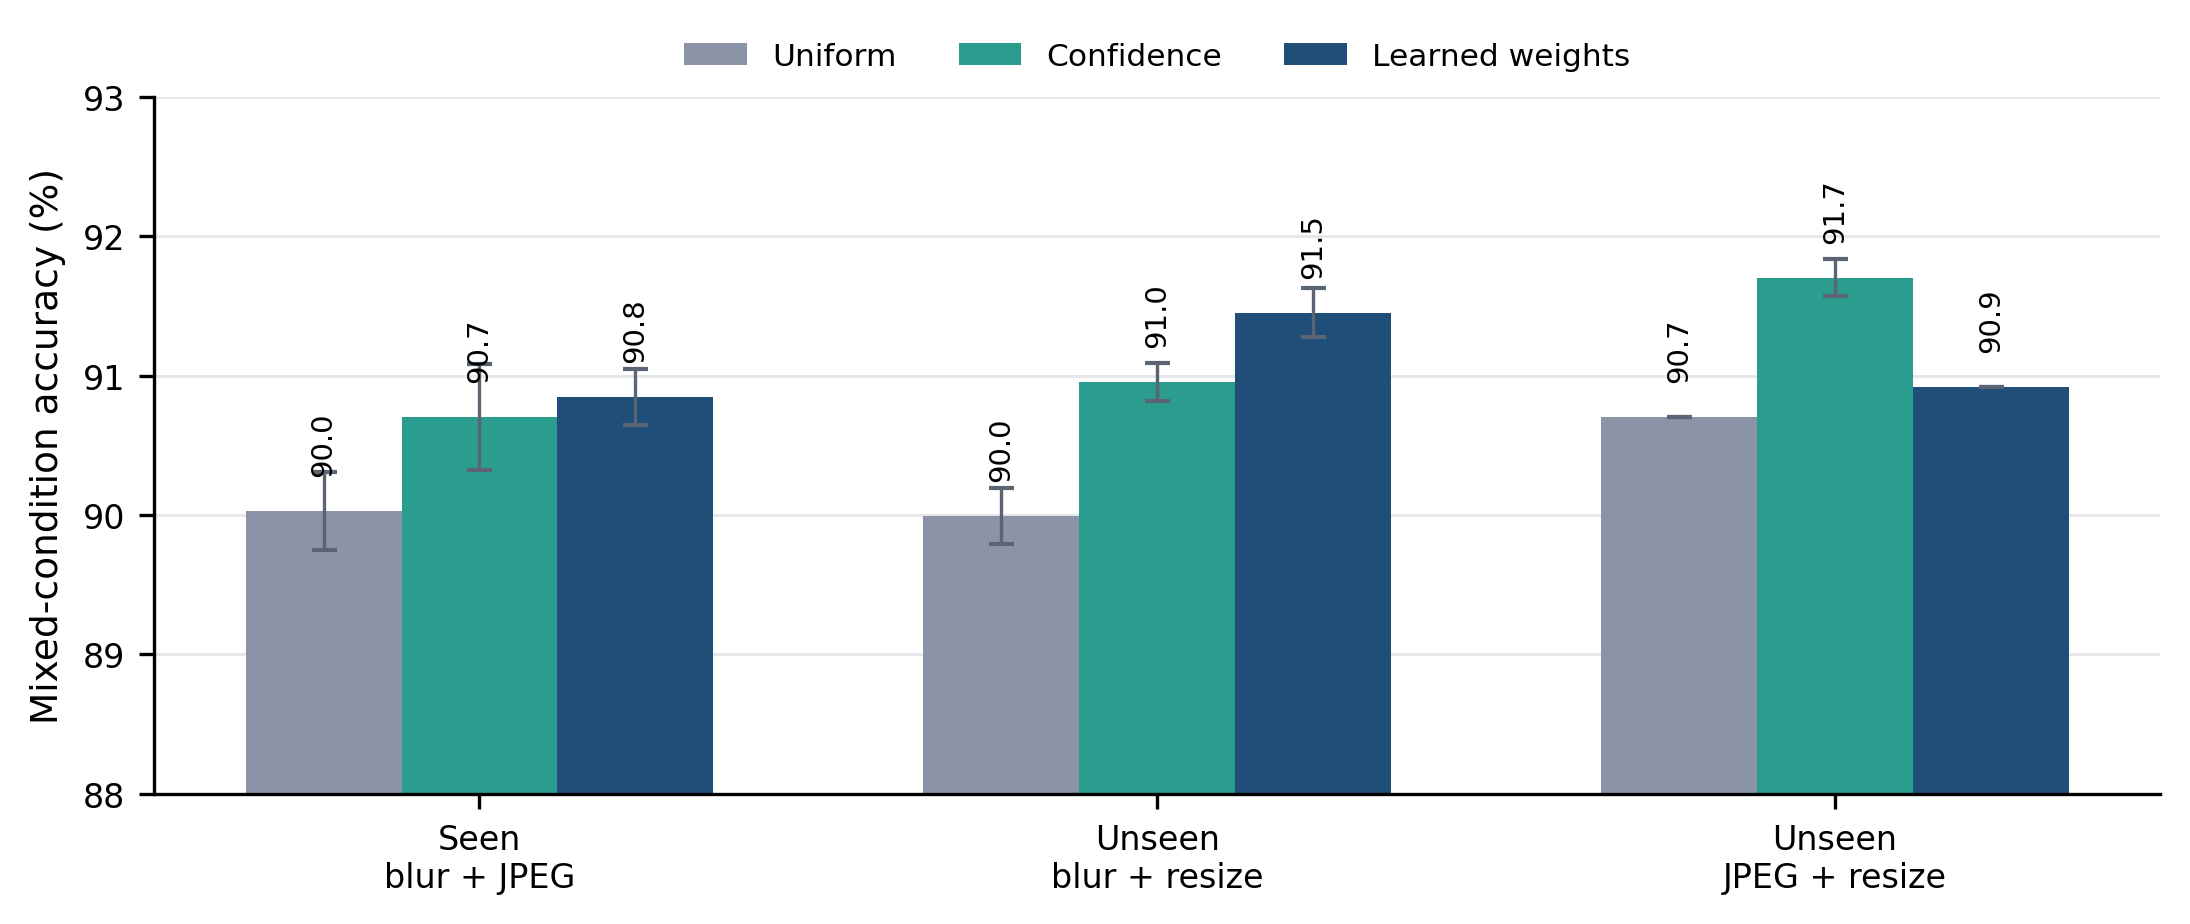 Uniform Confidence Learned weights
Mixed-condition accuracy (%)
93
92
91
90
89
88
90.0
90.7
90.8
90.0
91.0
91.5
90.7
91.7
90.9
Seen
blur + JPEG
Unseen
blur + resize
Unseen
JPEG + resize